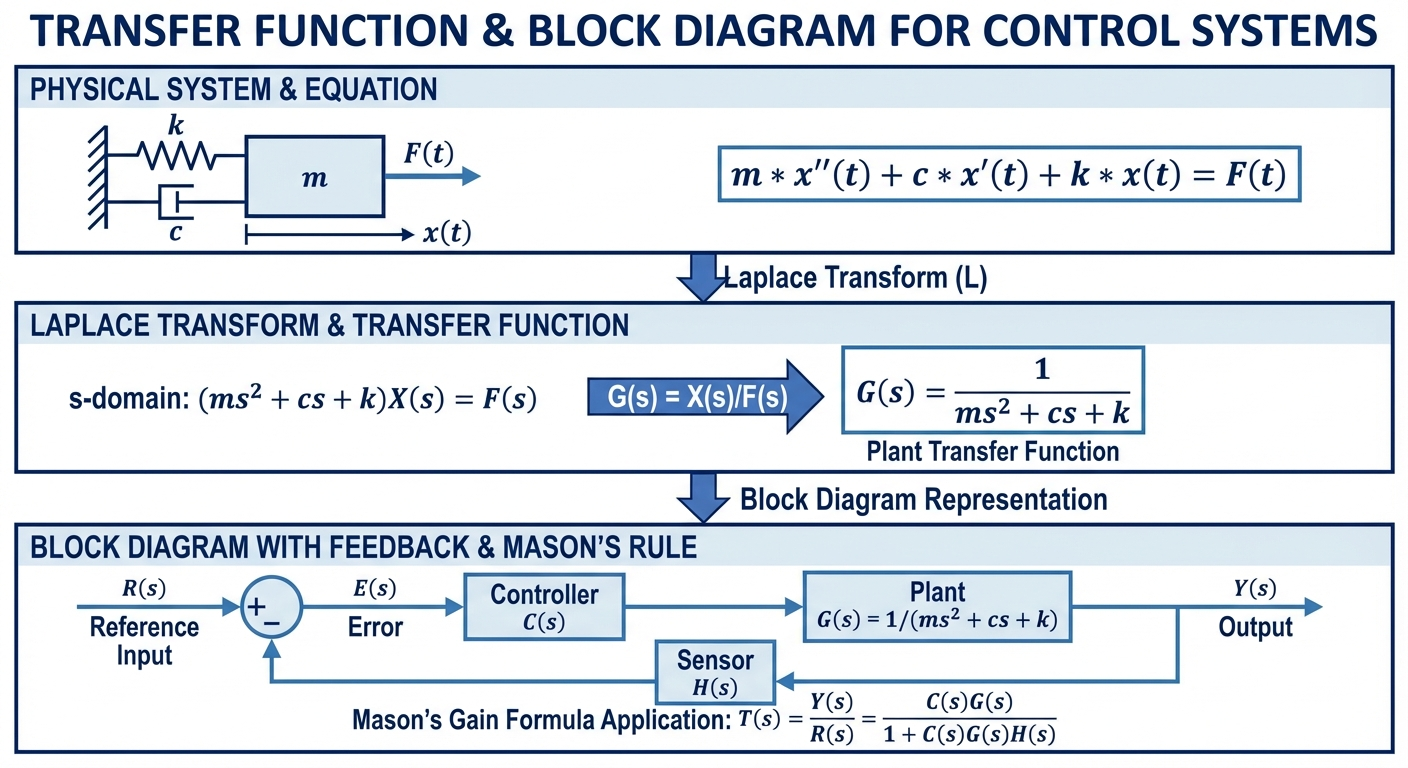 TRANSFER FUNCTION & BLOCK DIAGRAM FOR CONTROL SYSTEMS
PHYSICAL SYSTEM & EQUATION
k
m
F(t)
c
x(t)
m ∗ x′′(t) + c ∗ x′(t) + k ∗ x(t) = F(t)
Laplace Transform (L)
LAPLACE TRANSFORM & TRANSFER FUNCTION
s-domain: (ms² + cs + k)X(s) = F(s)
G(s) = X(s)/F(s)
G(s) = 1 / (ms² + cs + k)
Plant Transfer Function
Block Diagram Representation
BLOCK DIAGRAM WITH FEEDBACK & MASON'S RULE
R(s)
Reference
Input
+
−
E(s)
Error
Controller
C(s)
Plant
G(s) = 1/(ms² + cs + k)
Y(s)
Output
Sensor
H(s)
Mason's Gain Formula Application: T(s) = Y(s)/R(s) = C(s)G(s) / (1 + C(s)G(s)H(s))